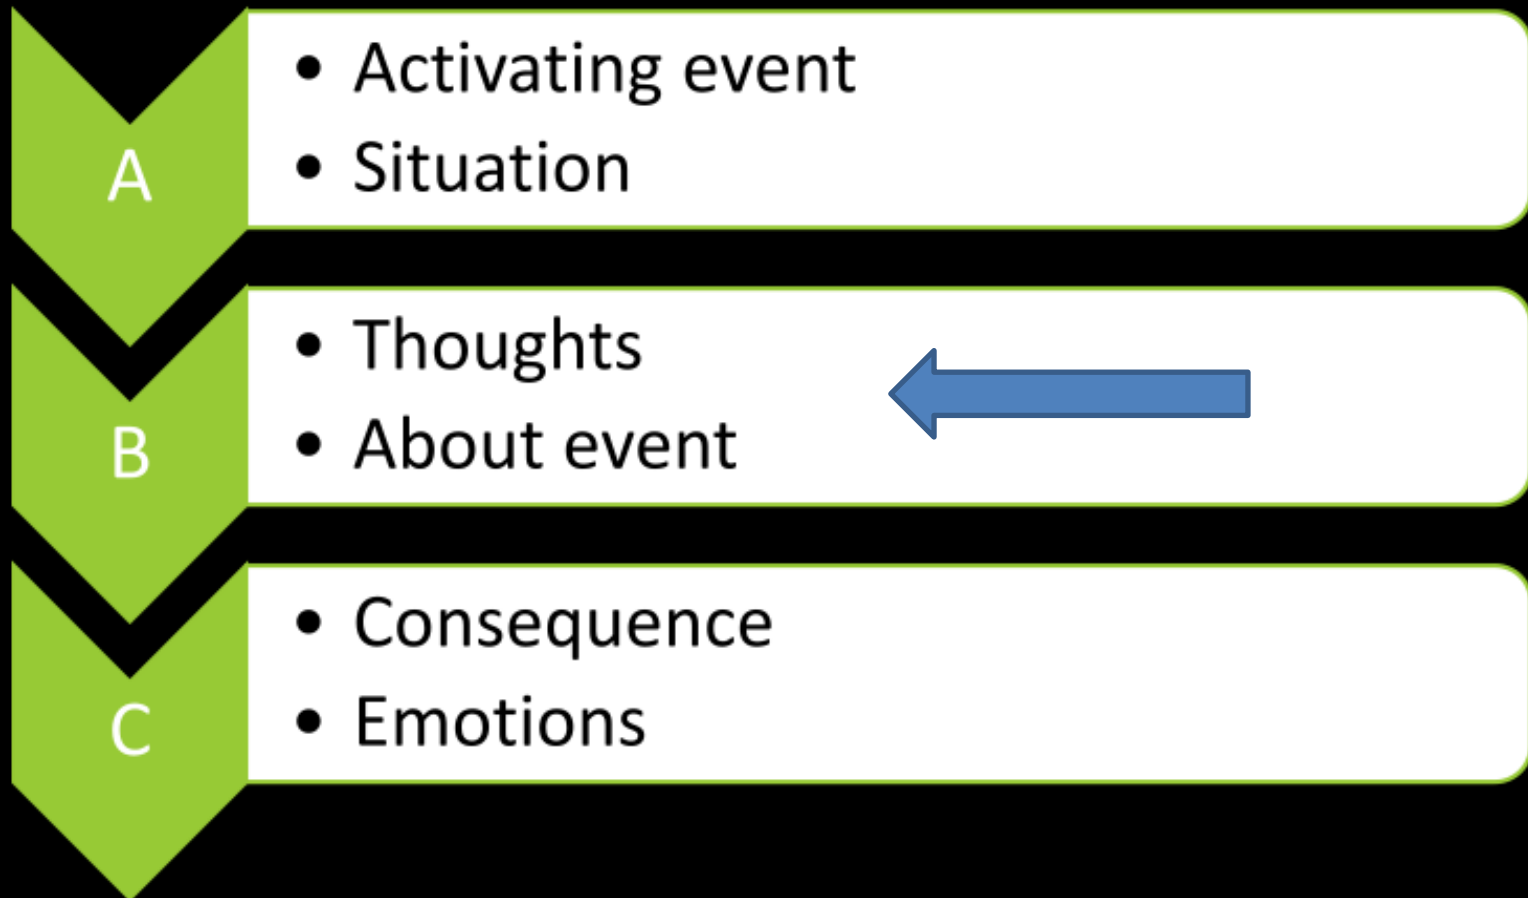 A
• Activating event
• Situation
B
• Thoughts
• About event
C
• Consequence
• Emotions